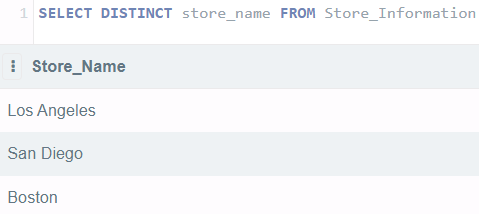 1 SELECT DISTINCT store_name FROM Store_Information
Store_Name
Los Angeles
San Diego
Boston